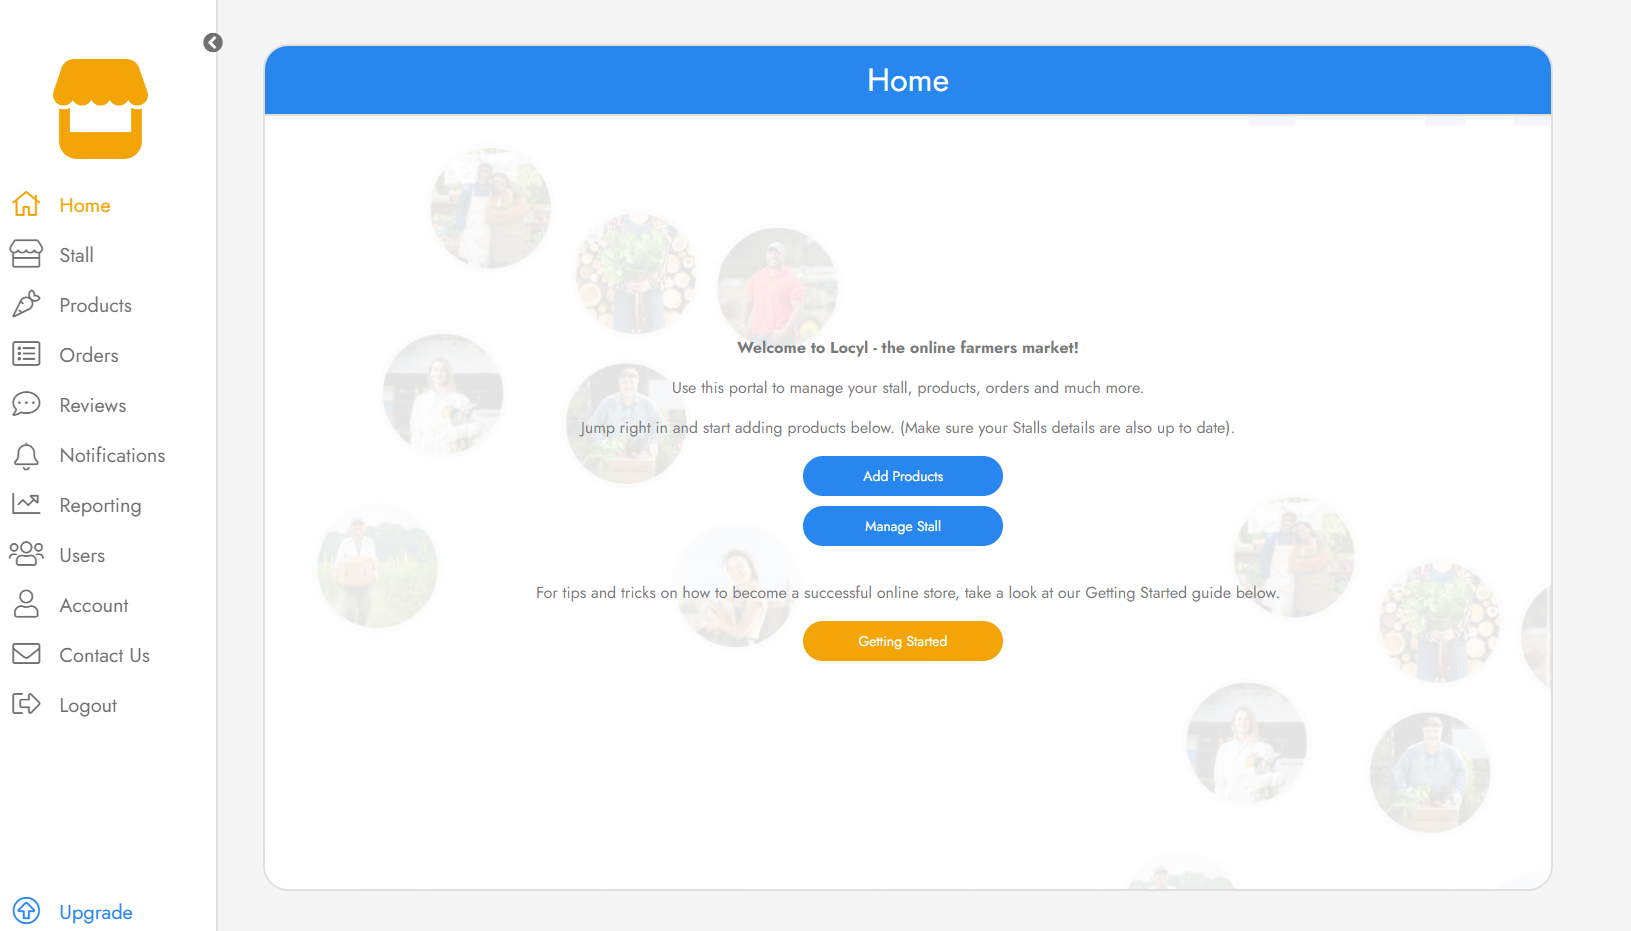 Home
Home
Stall
Products
Orders
Reviews
Notifications
Reporting
Users
Account
Contact Us
Logout
Upgrade
Welcome to Locyl - the online farmers market!
Use this portal to manage your stall, products, orders and much more.
Jump right in and start adding products below. (Make sure your Stalls details are also up to date).
Add Products
Manage Stall
For tips and tricks on how to become a successful online store, take a look at our Getting Started guide below.
Getting Started